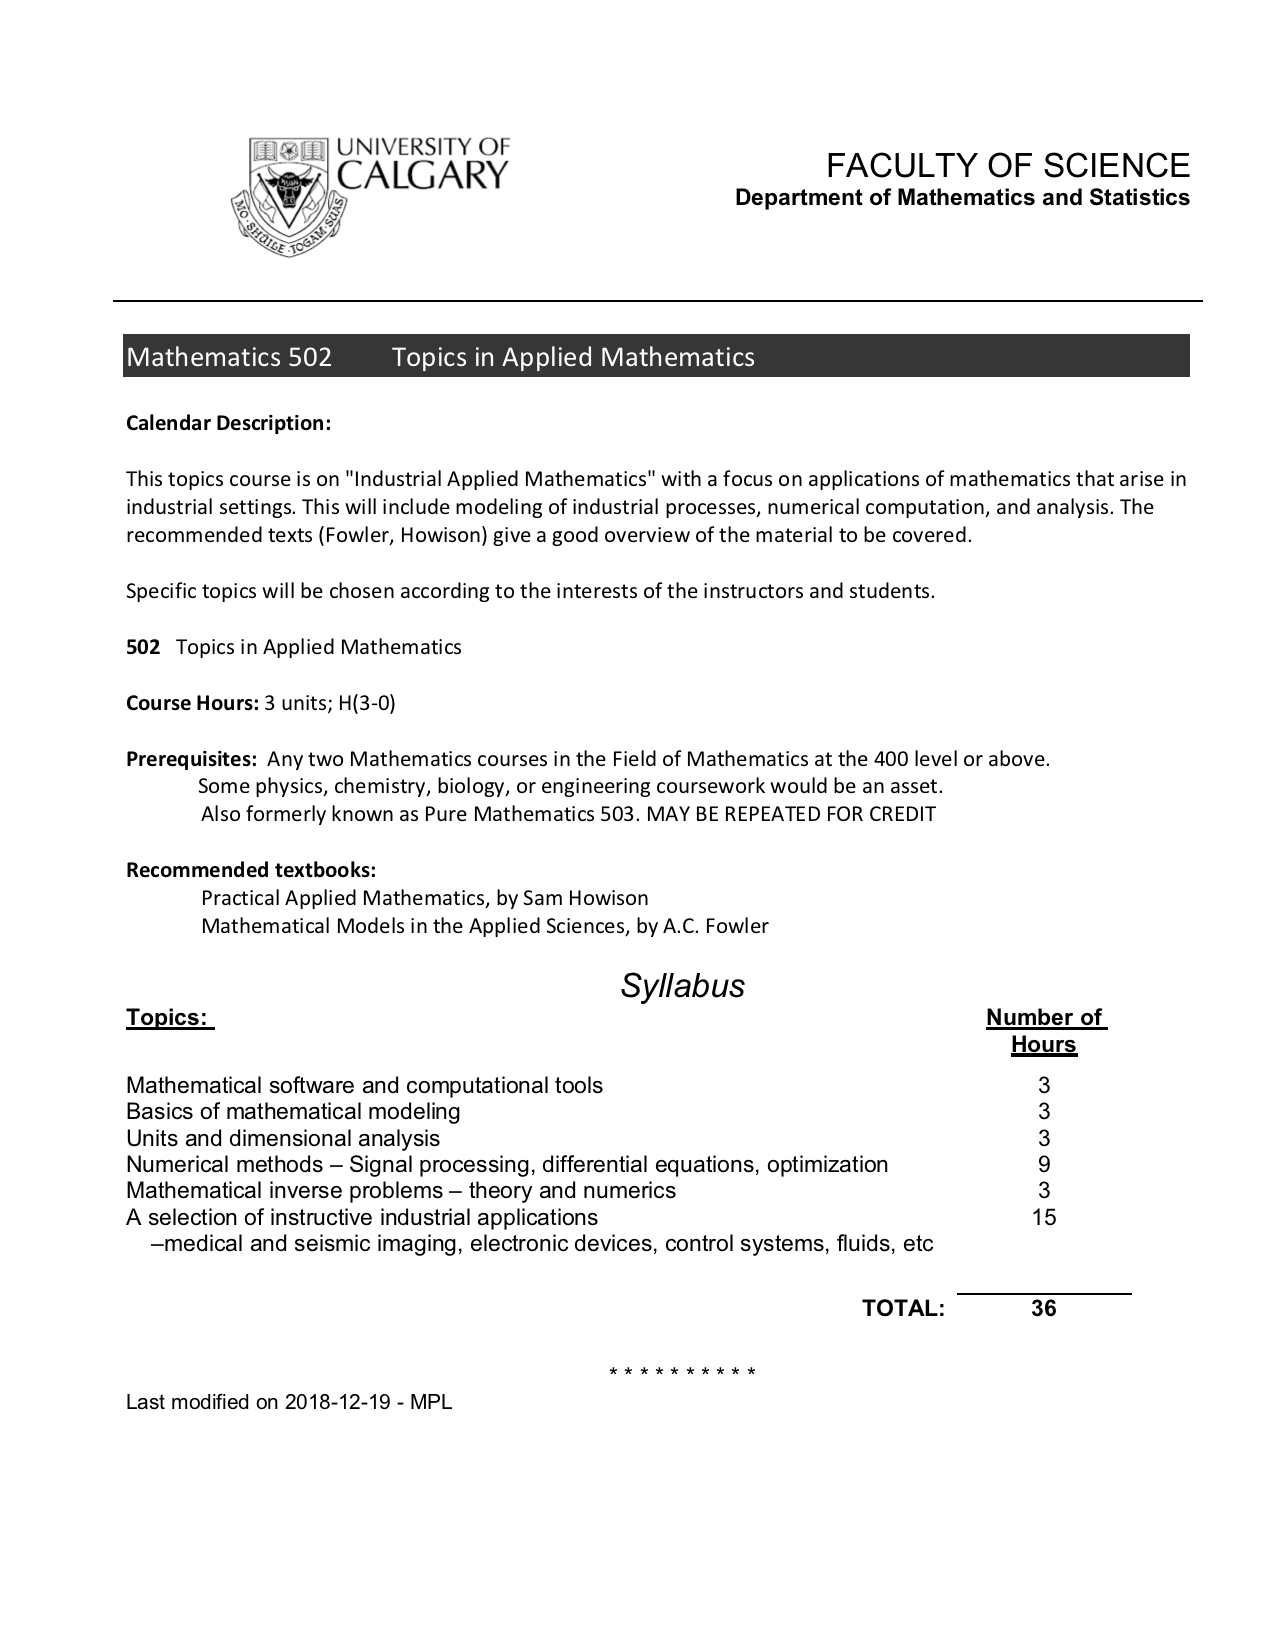 UNIVERSITY OF
CALGARY
MO · SHÙILE · TOGAM · SUAS
FACULTY OF SCIENCE
Department of Mathematics and Statistics
Mathematics 502 Topics in Applied Mathematics
Calendar Description:
This topics course is on "Industrial Applied Mathematics" with a focus on applications of mathematics that arise in
industrial settings. This will include modeling of industrial processes, numerical computation, and analysis. The
recommended texts (Fowler, Howison) give a good overview of the material to be covered.
Specific topics will be chosen according to the interests of the instructors and students.
502 Topics in Applied Mathematics
Course Hours: 3 units; H(3-0)
Prerequisites: Any two Mathematics courses in the Field of Mathematics at the 400 level or above.
Some physics, chemistry, biology, or engineering coursework would be an asset.
Also formerly known as Pure Mathematics 503. MAY BE REPEATED FOR CREDIT
Recommended textbooks:
Practical Applied Mathematics, by Sam Howison
Mathematical Models in the Applied Sciences, by A.C. Fowler
Syllabus
Topics: Number of
Hours
Mathematical software and computational tools 3
Basics of mathematical modeling 3
Units and dimensional analysis 3
Numerical methods – Signal processing, differential equations, optimization 9
Mathematical inverse problems – theory and numerics 3
A selection of instructive industrial applications 15
–medical and seismic imaging, electronic devices, control systems, fluids, etc
TOTAL: 36
* * * * * * * * * *
Last modified on 2018-12-19 - MPL